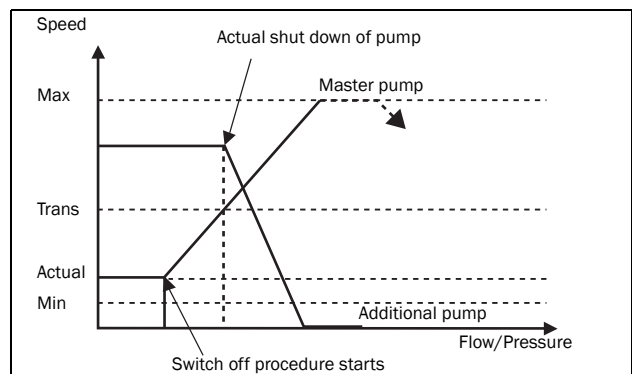 Speed
Actual shut down of pump
Max
Master pump
Trans
Actual
Min
Additional pump
Flow/Pressure
Switch off procedure starts